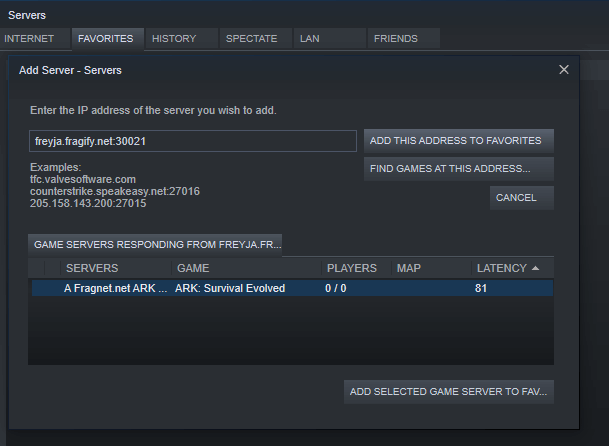 Servers
INTERNET FAVORITES HISTORY SPECTATE LAN FRIENDS
Add Server - Servers
Enter the IP address of the server you wish to add.
freyja.fragify.net:30021 ADD THIS ADDRESS TO FAVORITES
Examples: FIND GAMES AT THIS ADDRESS...
tfc.valvesoftware.com
counterstrike.speakeasy.net:27016 CANCEL
205.158.143.200:27015
GAME SERVERS RESPONDING FROM FREYJA.FR...
SERVERS GAME PLAYERS MAP LATENCY
A Fragnet.net ARK ... ARK: Survival Evolved 0 / 0 81
ADD SELECTED GAME SERVER TO FAV...